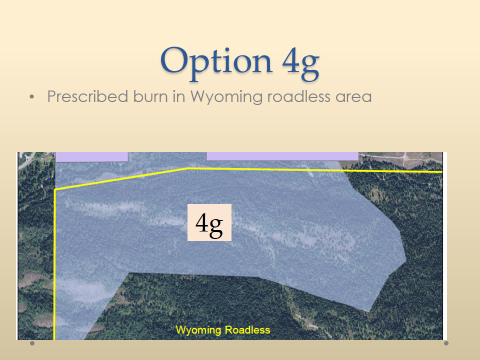 Option 4g
• Prescribed burn in Wyoming roadless area
4g
Wyoming Roadless